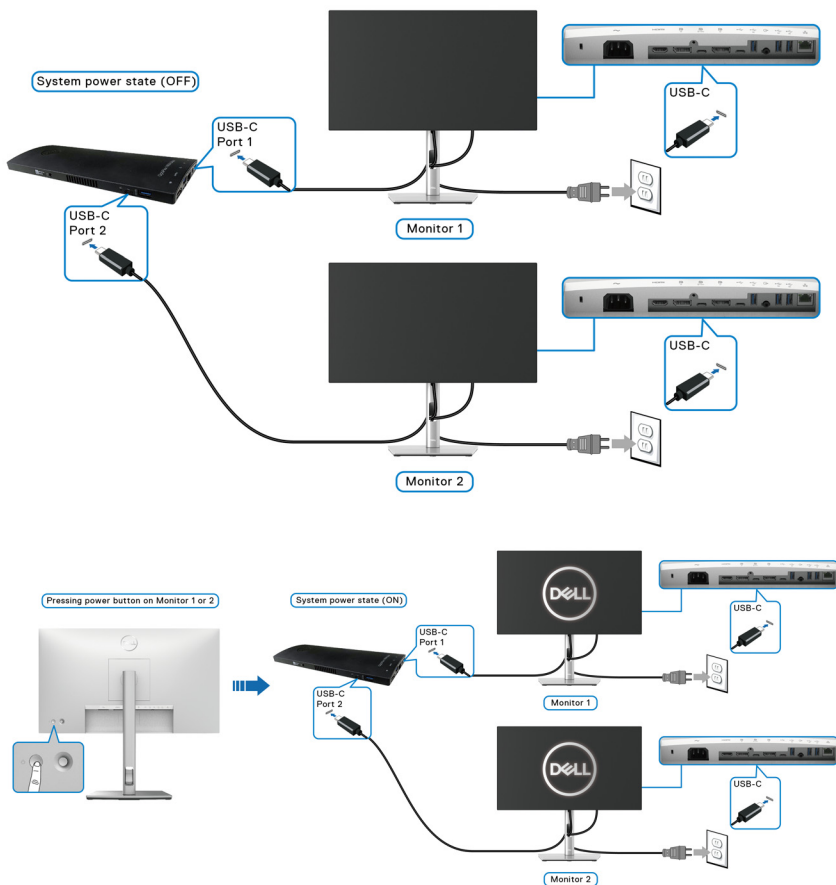 System power state (OFF)
USB-C
Port 1
USB-C
USB-C
Port 2
Monitor 1
USB-C
Monitor 2
Pressing power button on Monitor 1 or 2
System power state (ON)
DELL
USB-C
Port 1
USB-C
USB-C
Port 2
Monitor 1
DELL
USB-C
Monitor 2